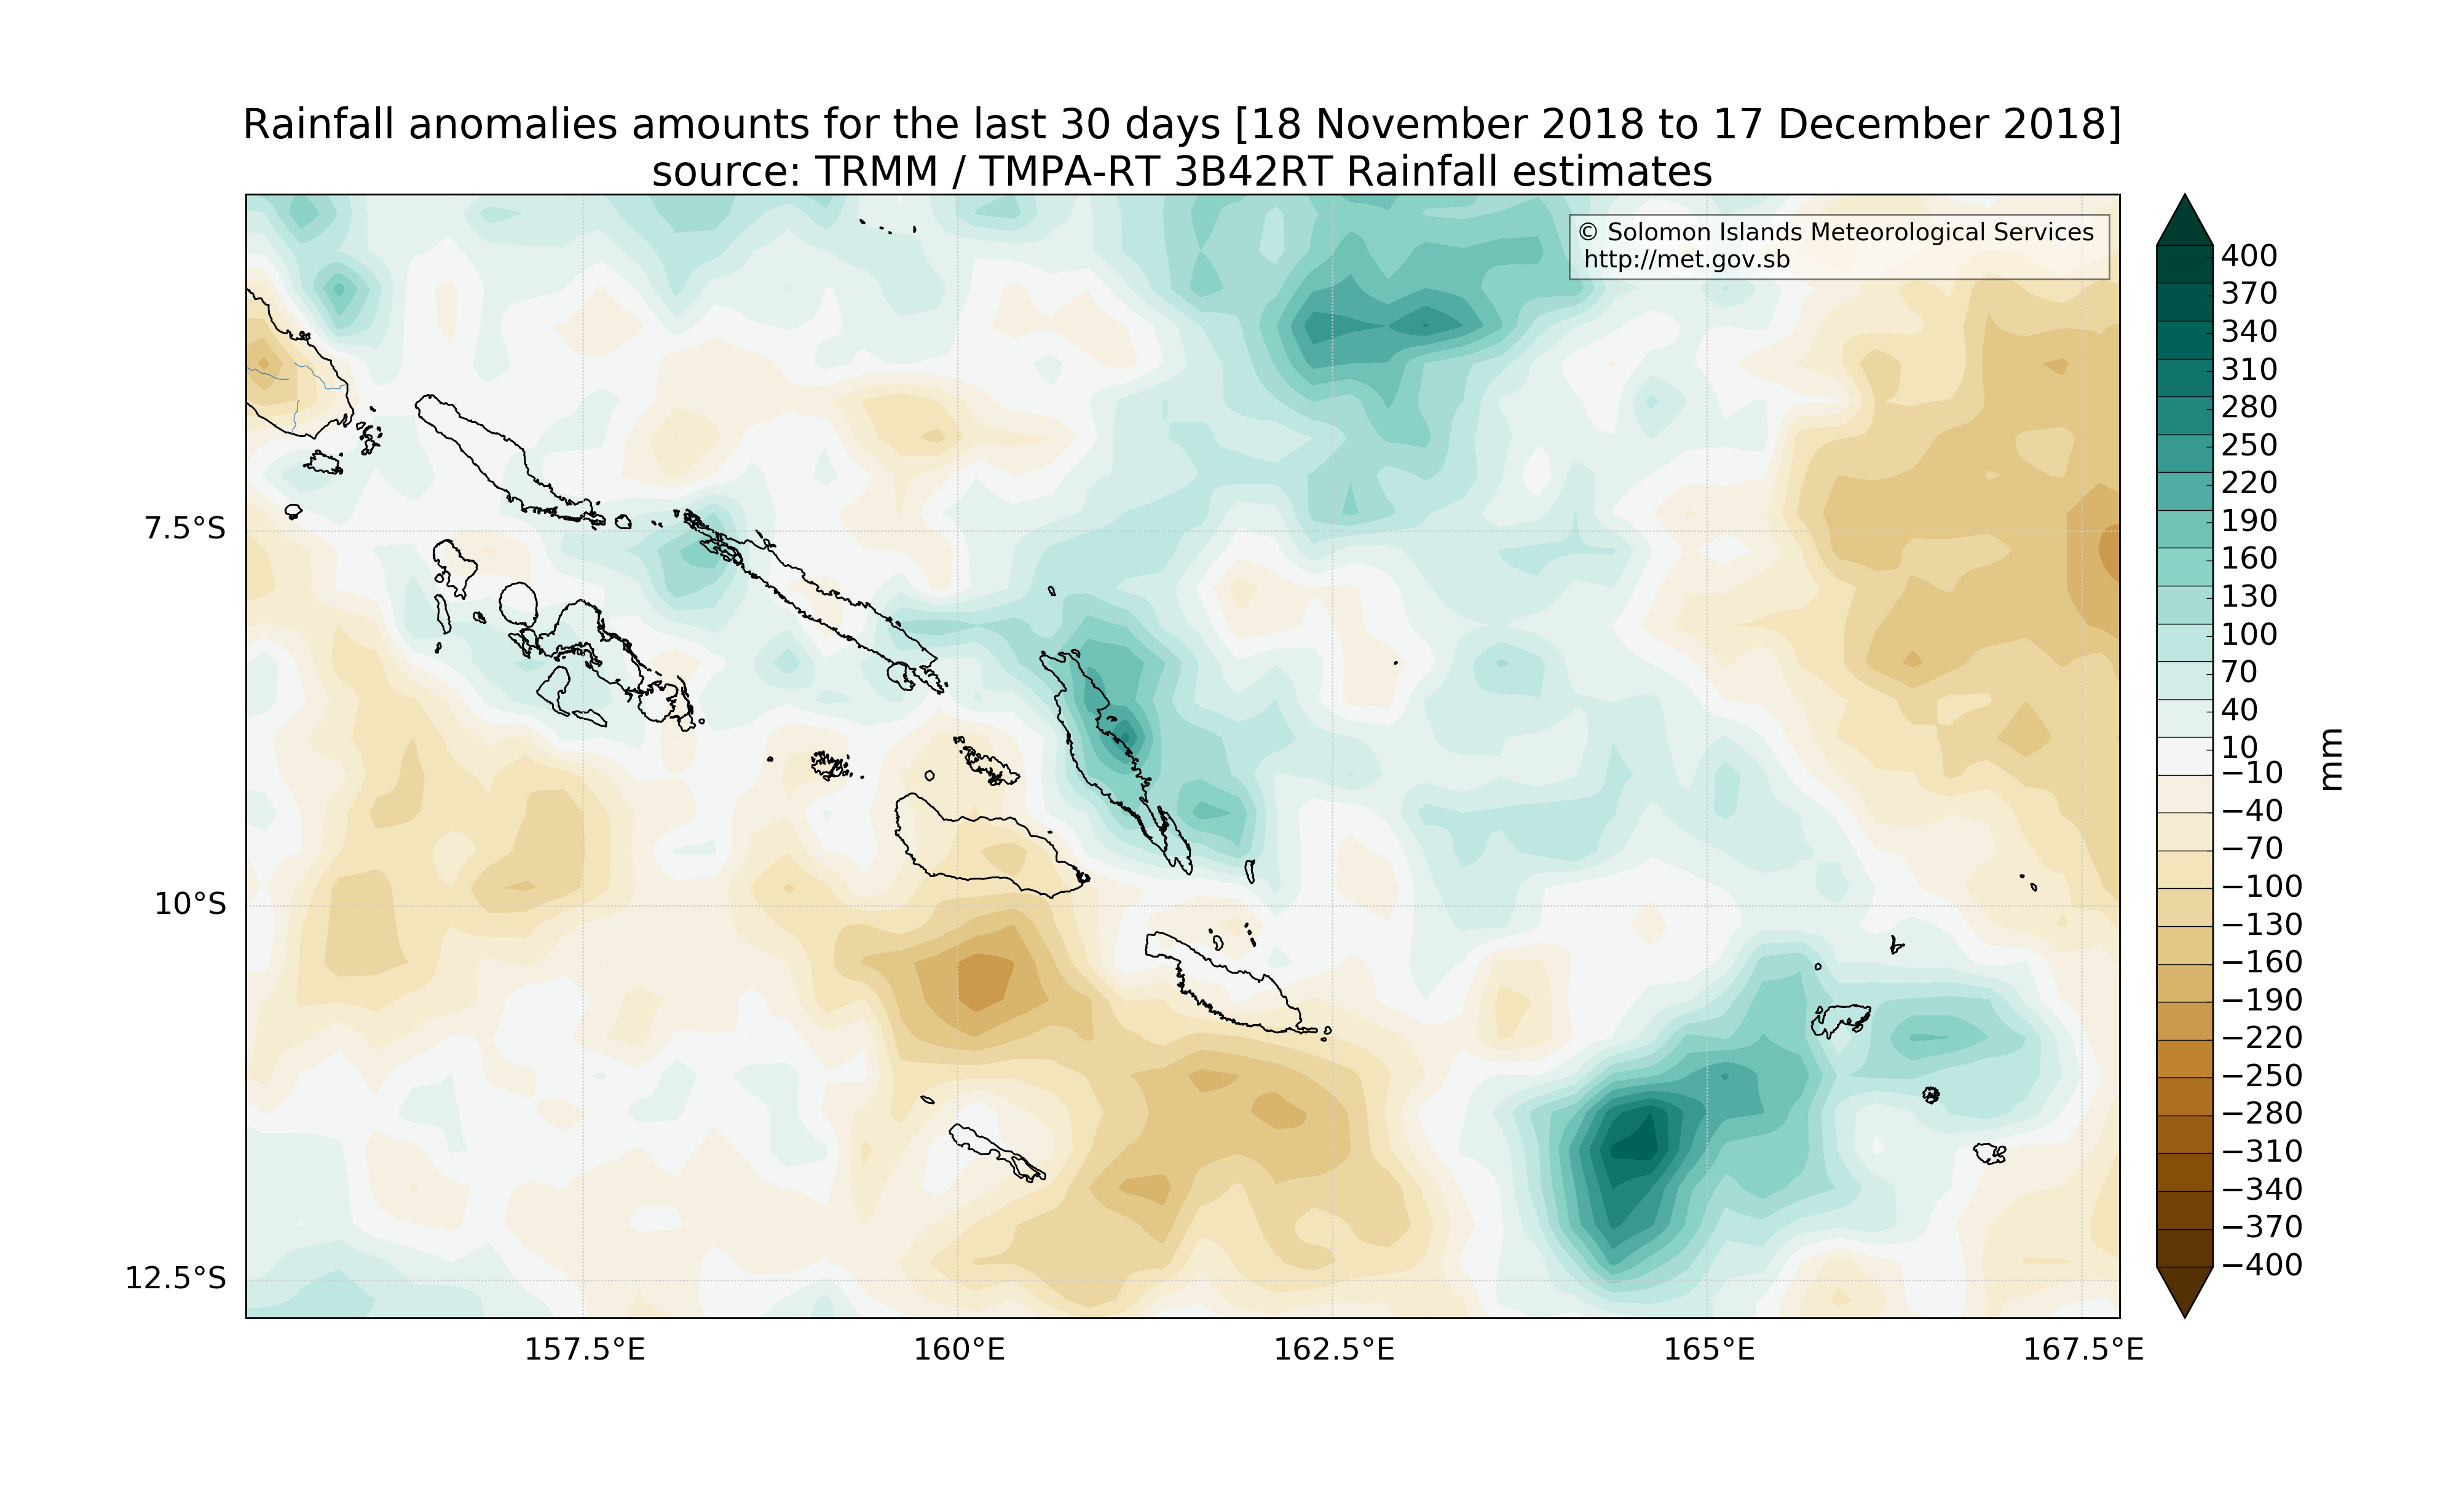 Rainfall anomalies amounts for the last 30 days [18 November 2018 to 17 December 2018]
source: TRMM / TMPA-RT 3B42RT Rainfall estimates
© Solomon Islands Meteorological Services
http://met.gov.sb
7.5°S
10°S
12.5°S
157.5°E
160°E
162.5°E
165°E
167.5°E
400
370
340
310
280
250
220
190
160
130
100
70
40
10
−10
−40
−70
−100
−130
−160
−190
−220
−250
−280
−310
−340
−370
−400
mm